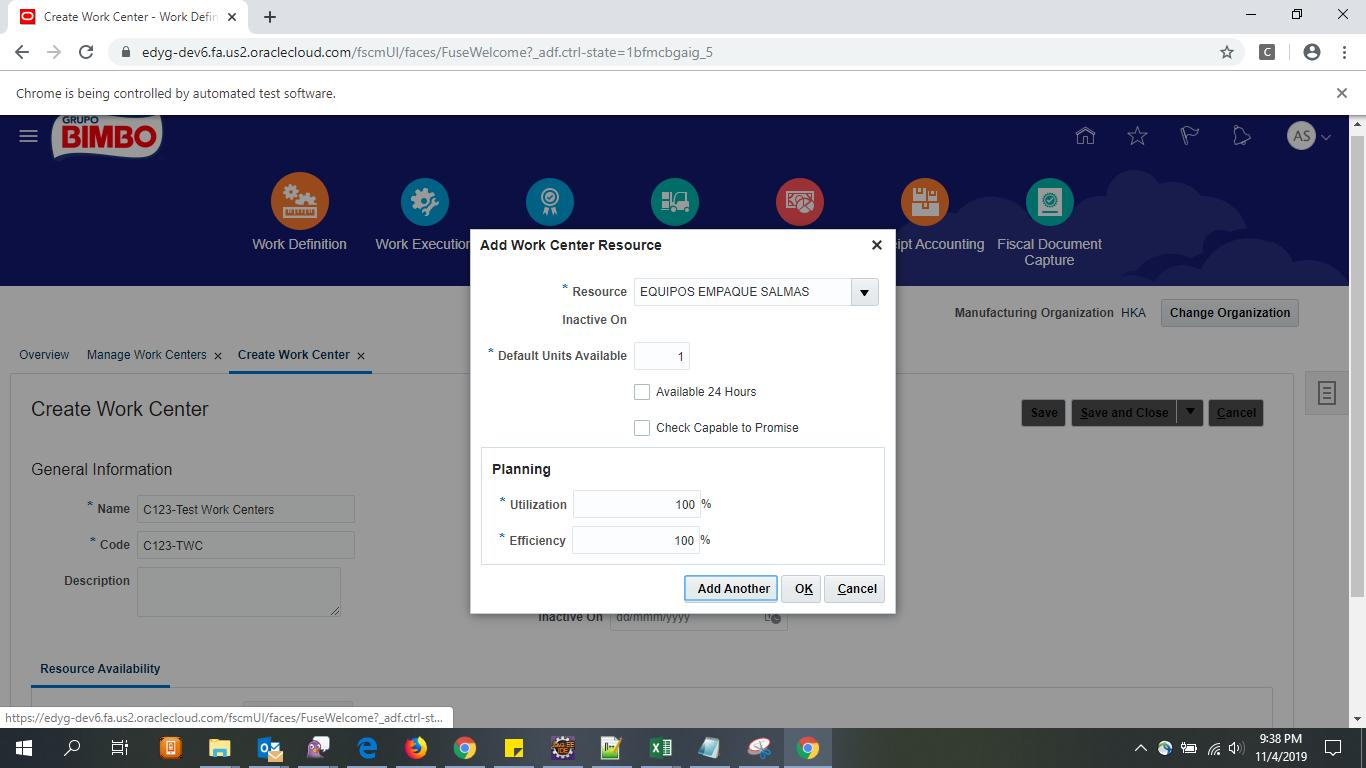 Create Work Center - Work Defin
edyg-dev6.fa.us2.oraclecloud.com/fscmUI/faces/FuseWelcome?_adf.ctrl-state=1bfmcbgaig_5
C
Chrome is being controlled by automated test software.
GRUPO
BIMBO
AS
Work Definition
Work Execution
ipt Accounting
Fiscal Document
Capture
Add Work Center Resource
* Resource EQUIPOS EMPAQUE SALMAS
Inactive On
* Default Units Available 1
Available 24 Hours
Check Capable to Promise
Planning
* Utilization 100 %
* Efficiency 100 %
Add Another OK Cancel
Manufacturing Organization HKA Change Organization
Overview Manage Work Centers Create Work Center
Create Work Center
Save Save and Close Cancel
General Information
* Name C123-Test Work Centers
* Code C123-TWC
Description
Inactive On dd/mmm/yyyy
Resource Availability
https://edyg-dev6.fa.us2.oraclecloud.com/fscmUI/faces/FuseWelcome?_adf.ctrl-st...
9:38 PM
11/4/2019